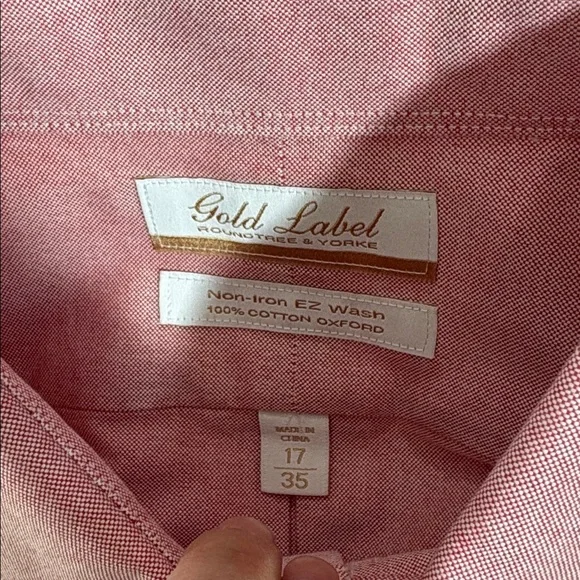 Gold Label
ROUNDTREE & YORKE
Non-Iron EZ Wash
100% COTTON OXFORD
MADE IN
CHINA
17
35